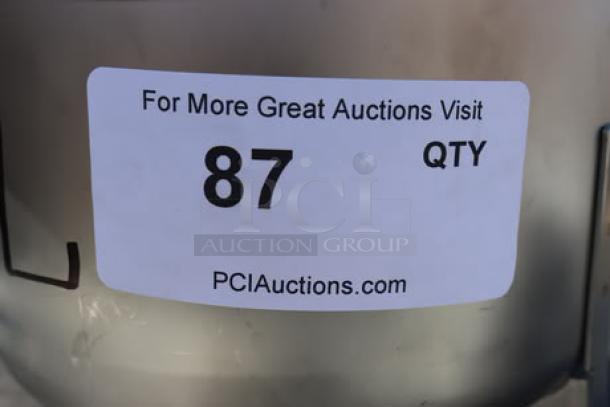 For More Great Auctions Visit
87 QTY
PCI
AUCTION GROUP
PCIAuctions.com